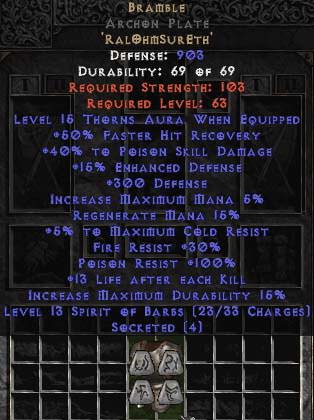 Bramble
Archon Plate
'RalOhmSurEth'
Defense: 903
Durability: 69 of 69
Required Strength: 103
Required Level: 63
Level 15 Thorns Aura When Equipped
+50% Faster Hit Recovery
+40% to Poison Skill Damage
+15% Enhanced Defense
+300 Defense
Increase Maximum Mana 5%
Regenerate Mana 15%
+5% to Maximum Cold Resist
Fire Resist +30%
Poison Resist +100%
+13 Life after each Kill
Increase Maximum Durability 15%
Level 13 Spirit of Barbs (23/33 Charges)
Socketed (4)